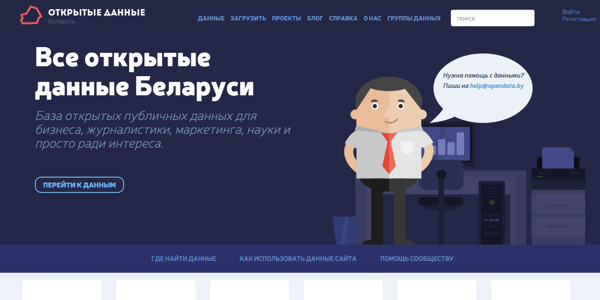 ОТКРЫТЫЕ ДАННЫЕ
Беларусь
ДАННЫЕ ЗАГРУЗИТЬ ПРОЕКТЫ БЛОГ СПРАВКА О НАС ГРУППЫ ДАННЫХ
поиск
Войти
Регистрация
Все открытые
данные Беларуси
База открытых публичных данных для
бизнеса, журналистики, маркетинга, науки и
просто ради интереса.
ПЕРЕЙТИ К ДАННЫМ
Нужна помощь с данными?
Пиши на help@opendata.by
ГДЕ НАЙТИ ДАННЫЕ КАК ИСПОЛЬЗОВАТЬ ДАННЫЕ САЙТА ПОМОЩЬ СООБЩЕСТВУ